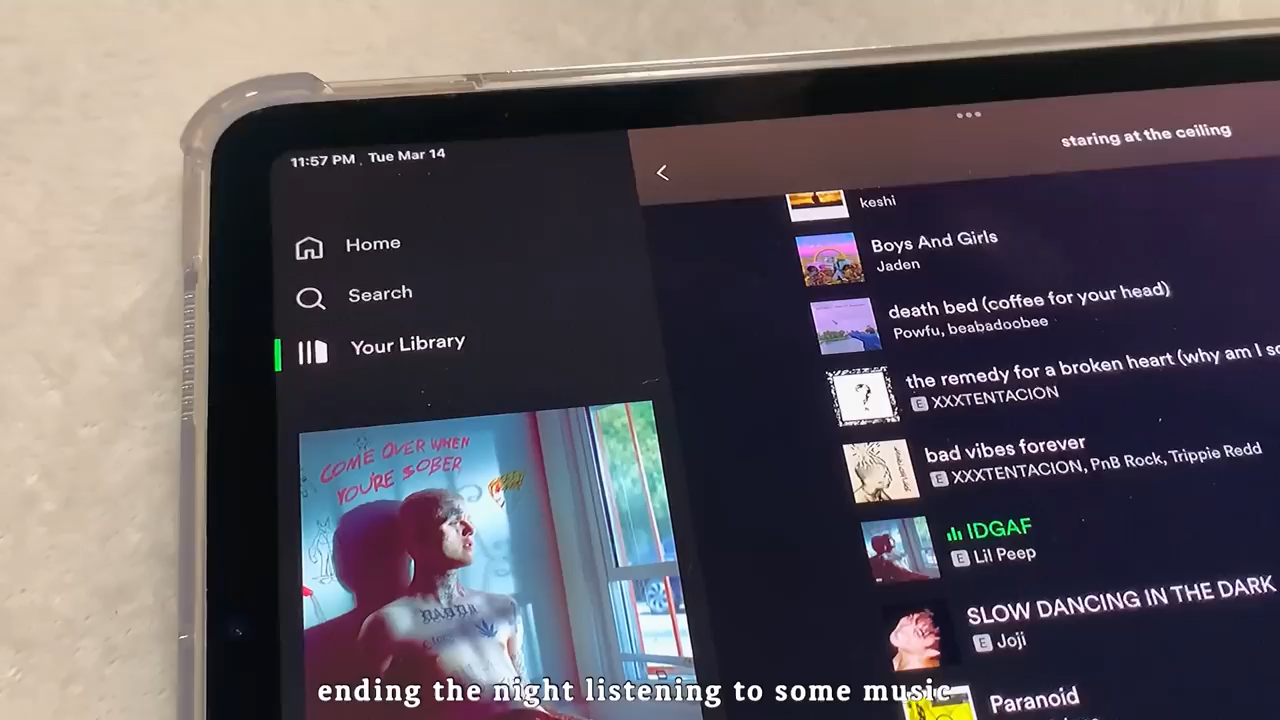 11:57 PM Tue Mar 14
Home
Search
Your Library
COME OVER WHEN
YOU'RE SOBER
DADDY
staring at the ceiling
keshi
Boys And Girls
Jaden
death bed (coffee for your head)
Powfu, beabadoobee
the remedy for a broken heart (why am I so
E XXXTENTACION
bad vibes forever
E XXXTENTACION, PnB Rock, Trippie Redd
IDGAF
E Lil Peep
SLOW DANCING IN THE DARK
E Joji
Paranoid
ending the night listening to some music